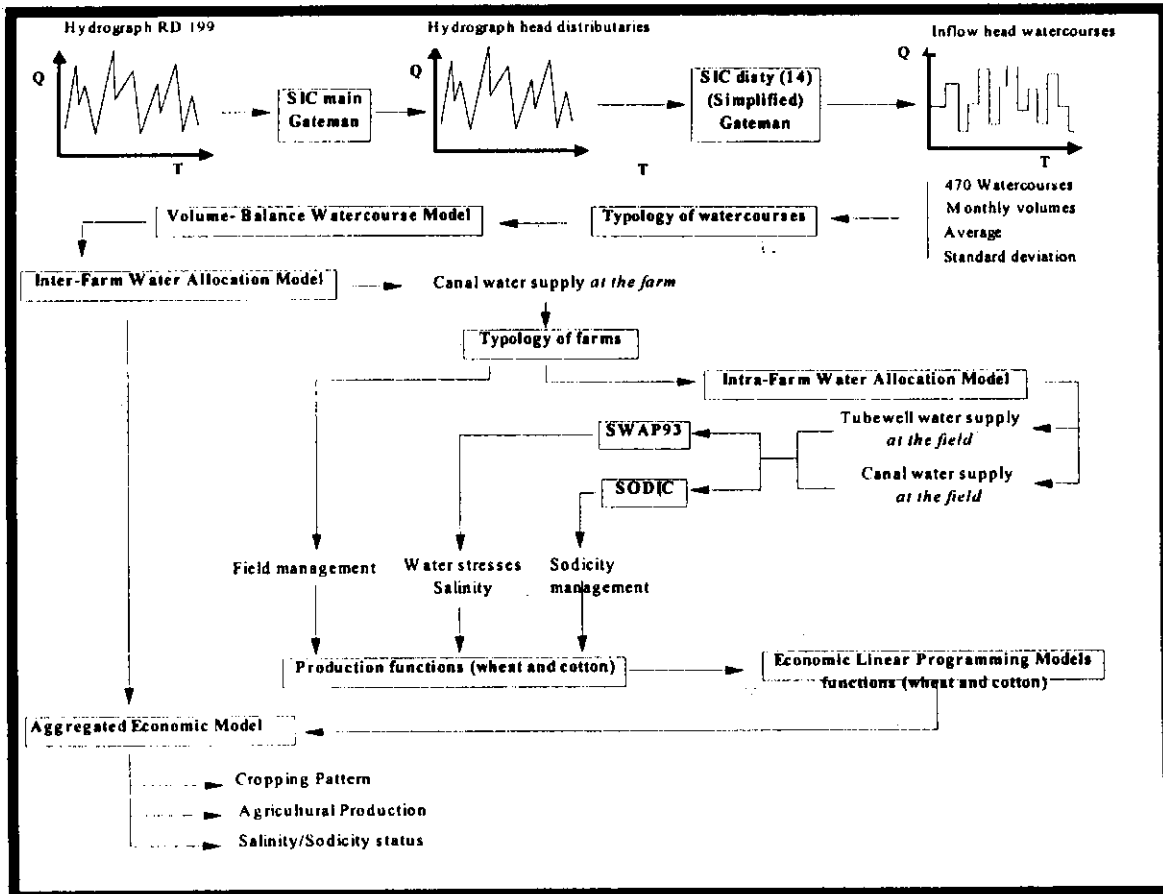 Hydrograph RD 199
Hydrograph head distributaries
Inflow head watercourses
Q
T
SIC main
Gateman
Q
T
SIC disty (14)
(Simplified)
Gateman
Q
T
470 Watercourses
Monthly volumes
Average
Standard deviation
Typology of watercourses
Volume- Balance Watercourse Model
Inter-Farm Water Allocation Model
Canal water supply at the farm
Typology of farms
Intra-Farm Water Allocation Model
Tubewell water supply
at the field
Canal water supply
at the field
SWAP93
SODIC
Field management
Water stresses
Salinity
Sodicity
management
Production functions (wheat and cotton)
Economic Linear Programming Models
functions (wheat and cotton)
Aggregated Economic Model
Cropping Pattern
Agricultural Production
Salinity/Sodicity status